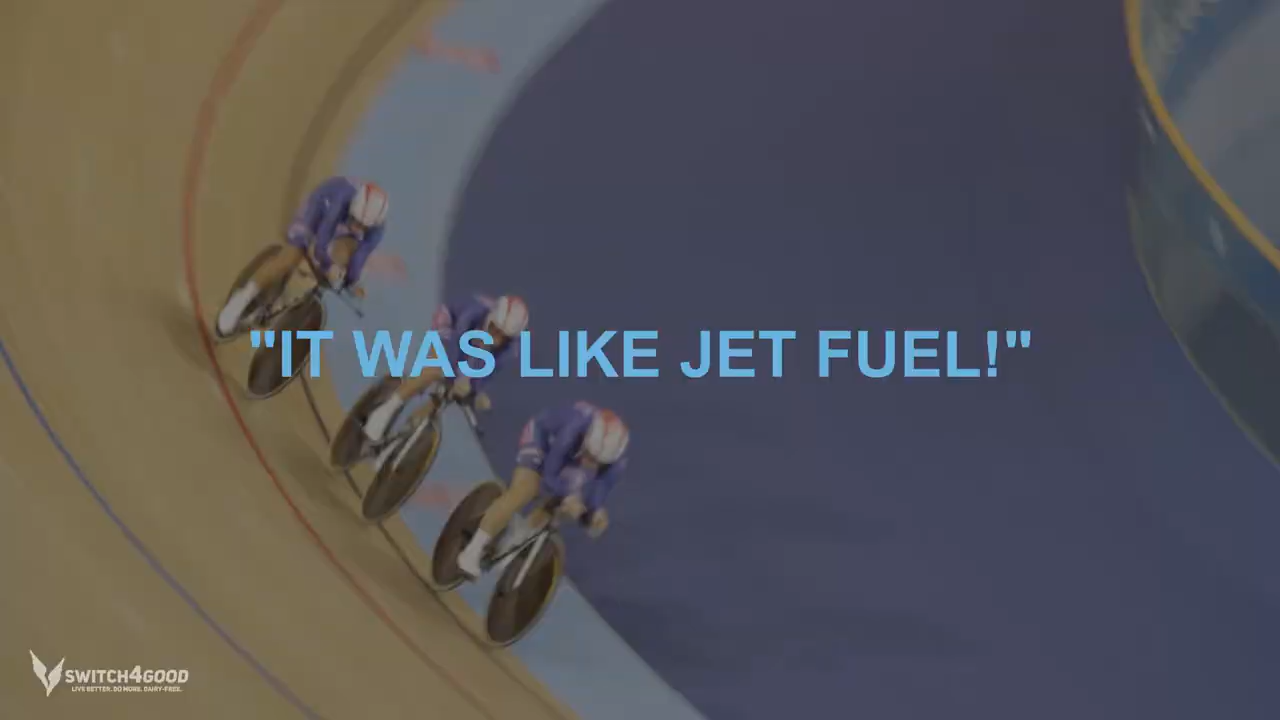 "IT WAS LIKE JET FUEL!"
SWITCH4GOOD
LIVE BETTER. DO MORE. DAIRY-FREE.